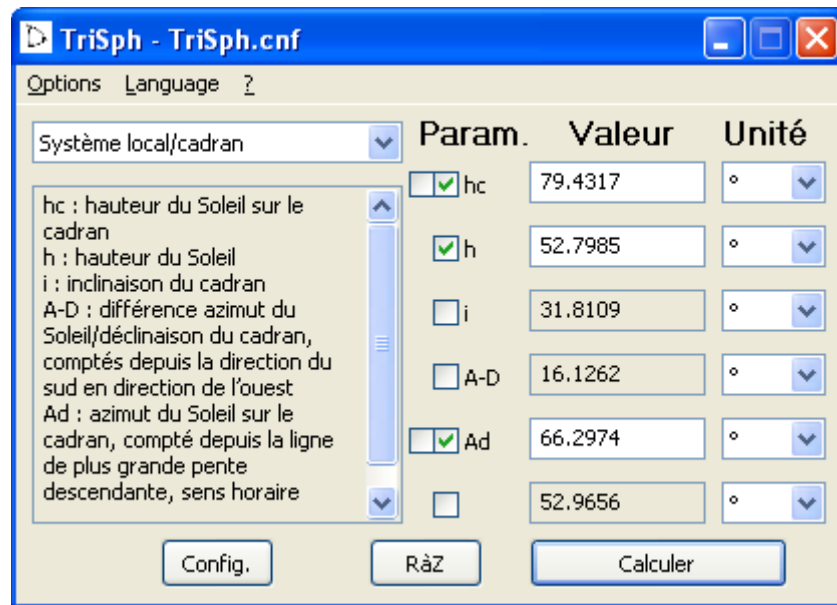 TriSph - TriSph.cnf
Options Language ?
Système local/cadran
Param. Valeur Unité
hc : hauteur du Soleil sur le
cadran
h : hauteur du Soleil
i : inclinaison du cadran
A-D : différence azimut du
Soleil/déclinaison du cadran,
comptés depuis la direction du
sud en direction de l'ouest
Ad : azimut du Soleil sur le
cadran, compté depuis la ligne
de plus grande pente
descendante, sens horaire
hc 79.4317 °
h 52.7985 °
i 31.8109 °
A-D 16.1262 °
Ad 66.2974 °
52.9656 °
Config. RàZ Calculer